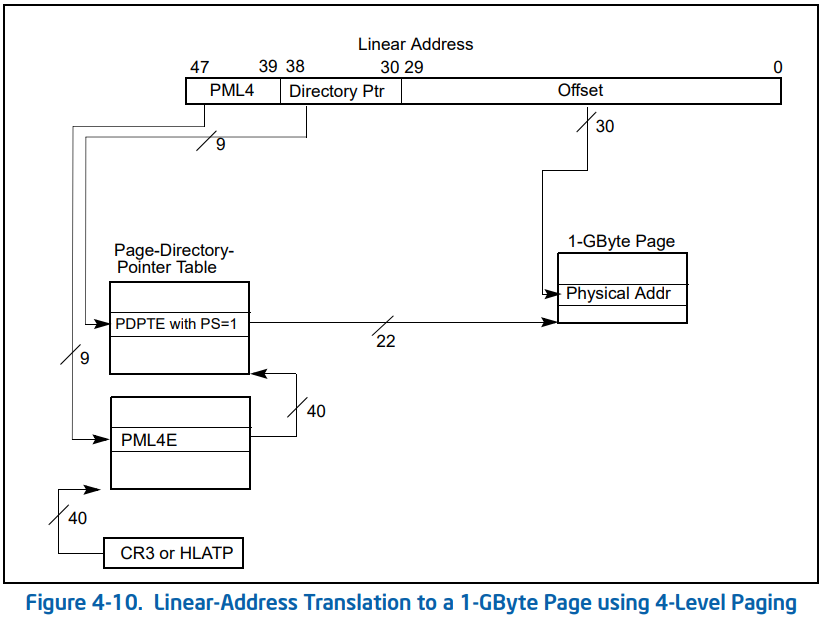 Linear Address
47 39 38 30 29 0
PML4 Directory Ptr Offset
9
30
Page-Directory-
Pointer Table
1-GByte Page
Physical Addr
PDPTE with PS=1
22
9
40
PML4E
40
CR3 or HLATP
Figure 4-10. Linear-Address Translation to a 1-GByte Page using 4-Level Paging